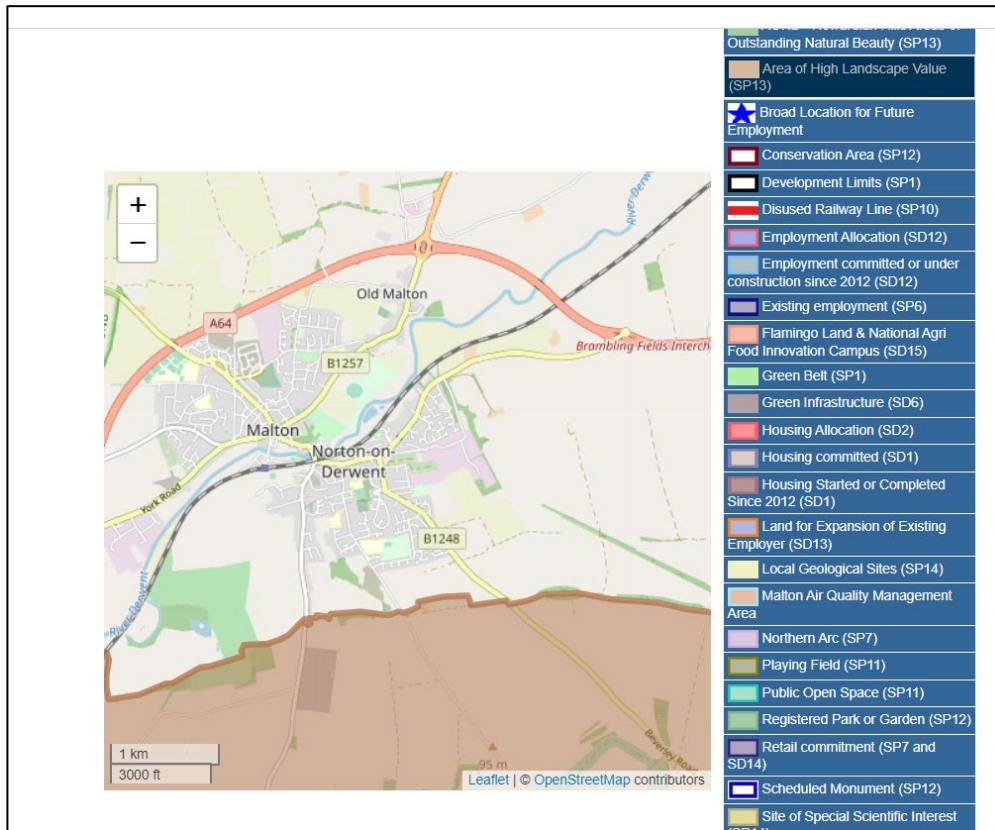 Outstanding Natural Beauty (SP13)
Area of High Landscape Value
(SP13)
Broad Location for Future
Employment
Conservation Area (SP12)
Development Limits (SP1)
Disused Railway Line (SP10)
Employment Allocation (SD12)
Employment committed or under
construction since 2012 (SD12)
Existing employment (SP6)
Flamingo Land & National Agri
Food Innovation Campus (SD15)
Green Belt (SP1)
Green Infrastructure (SD6)
Housing Allocation (SD2)
Housing committed (SD1)
Housing Started or Completed
Since 2012 (SD1)
Land for Expansion of Existing
Employer (SD13)
Local Geological Sites (SP14)
Malton Air Quality Management
Area
Northern Arc (SP7)
Playing Field (SP11)
Public Open Space (SP11)
Registered Park or Garden (SP12)
Retail commitment (SP7 and
SD14)
Scheduled Monument (SP12)
Site of Special Scientific Interest
+
−
River Derwent
Old Malton
A64
Brambling Fields Interch
B1257
Malton
Norton-on-
Derwent
York Road
B1248
River Derwent
Beverley Road
95 m
1 km
3000 ft
Leaflet | © OpenStreetMap contributors